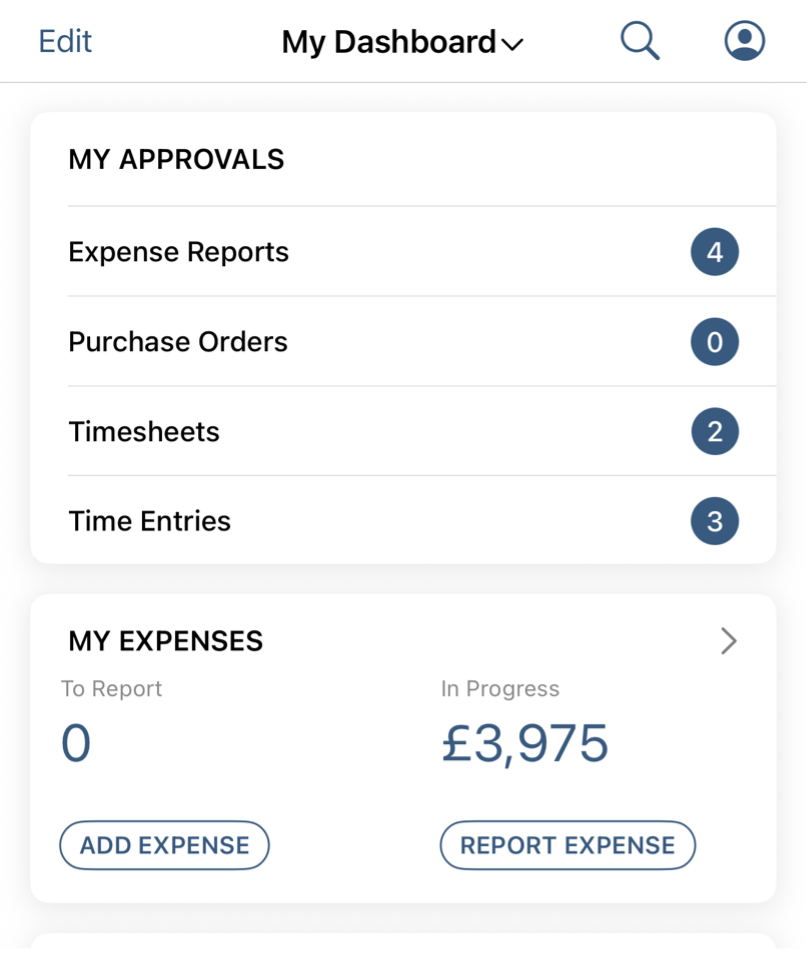 Edit My Dashboard
MY APPROVALS
Expense Reports 4
Purchase Orders 0
Timesheets 2
Time Entries 3
MY EXPENSES
To Report In Progress
0 £3,975
ADD EXPENSE REPORT EXPENSE